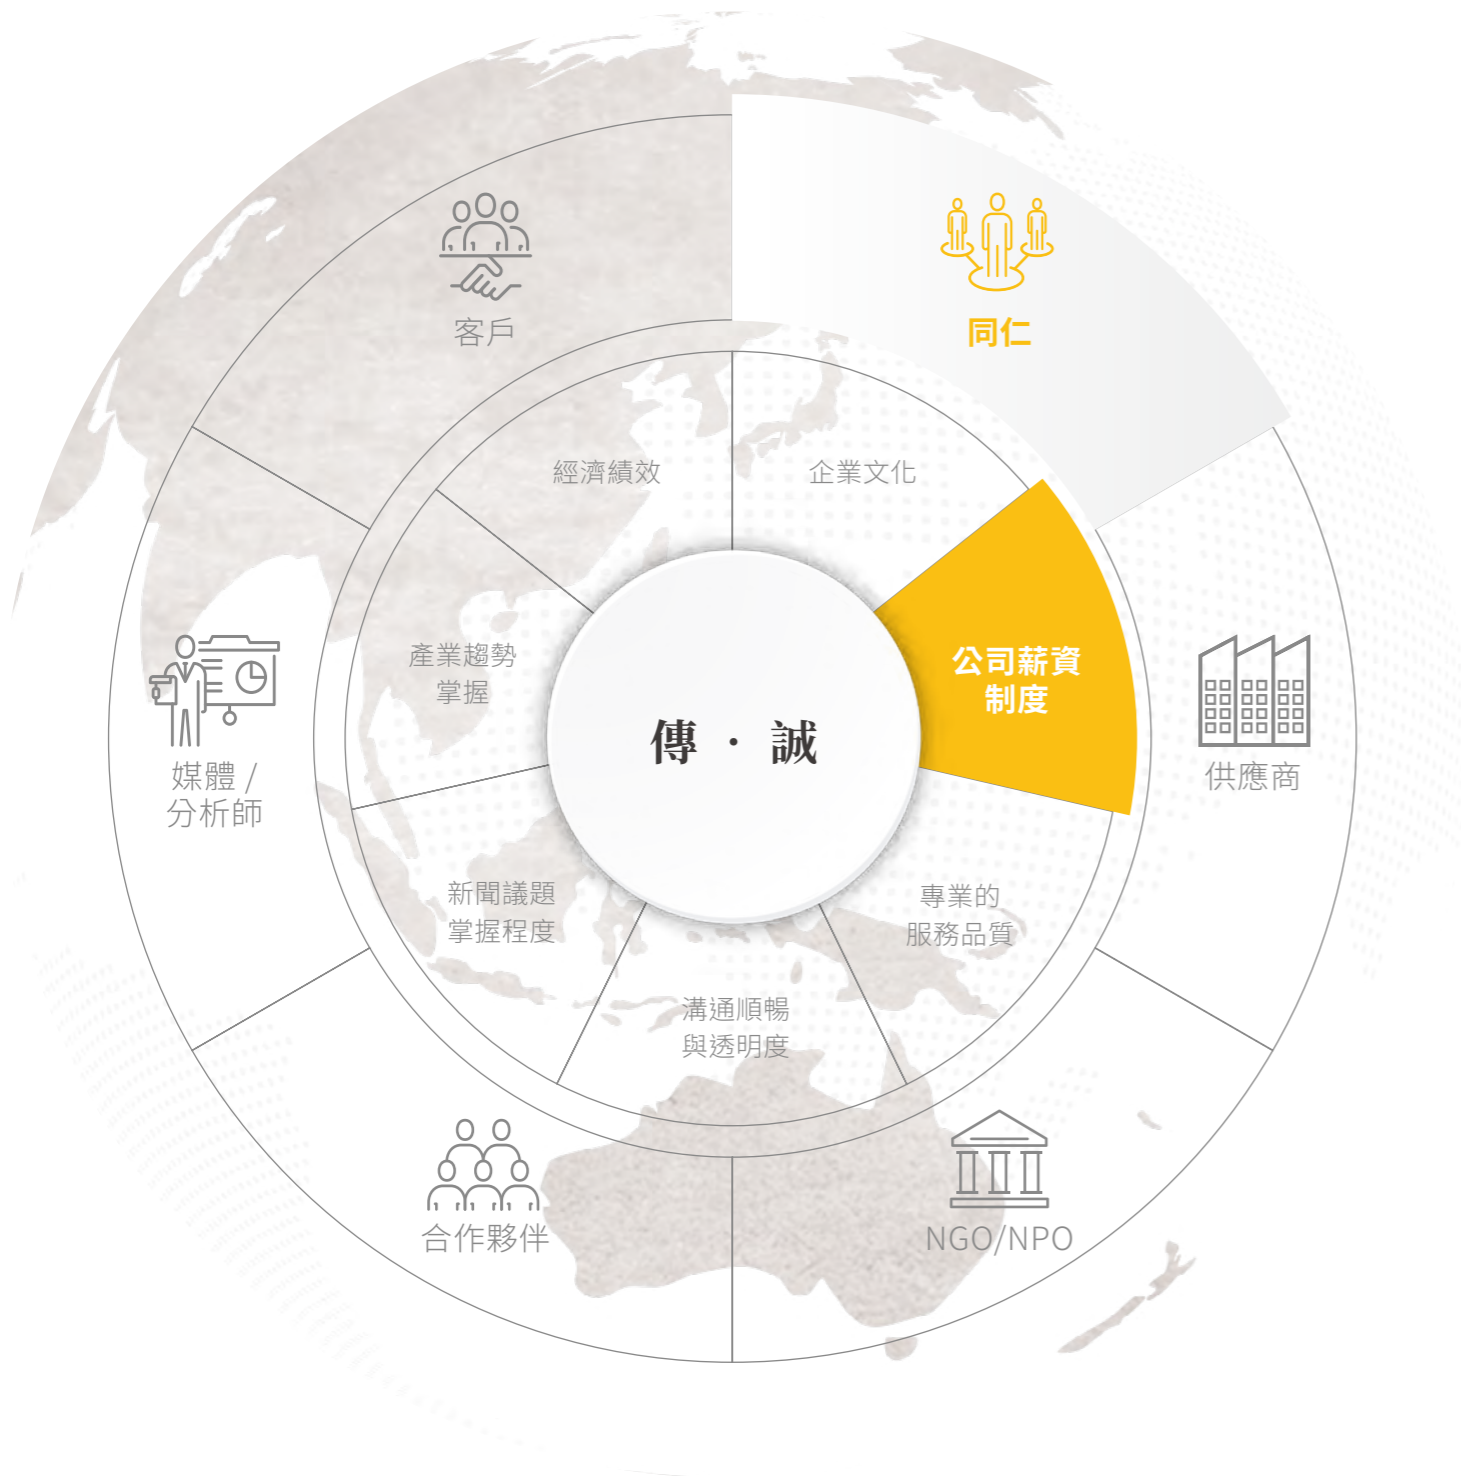 客戶
同仁
經濟績效
企業文化
產業趨勢
掌握
公司薪資
制度
傳 · 誠
媒體 /
分析師
供應商
新聞議題
掌握程度
專業的
服務品質
溝通順暢
與透明度
合作夥伴
NGO/NPO